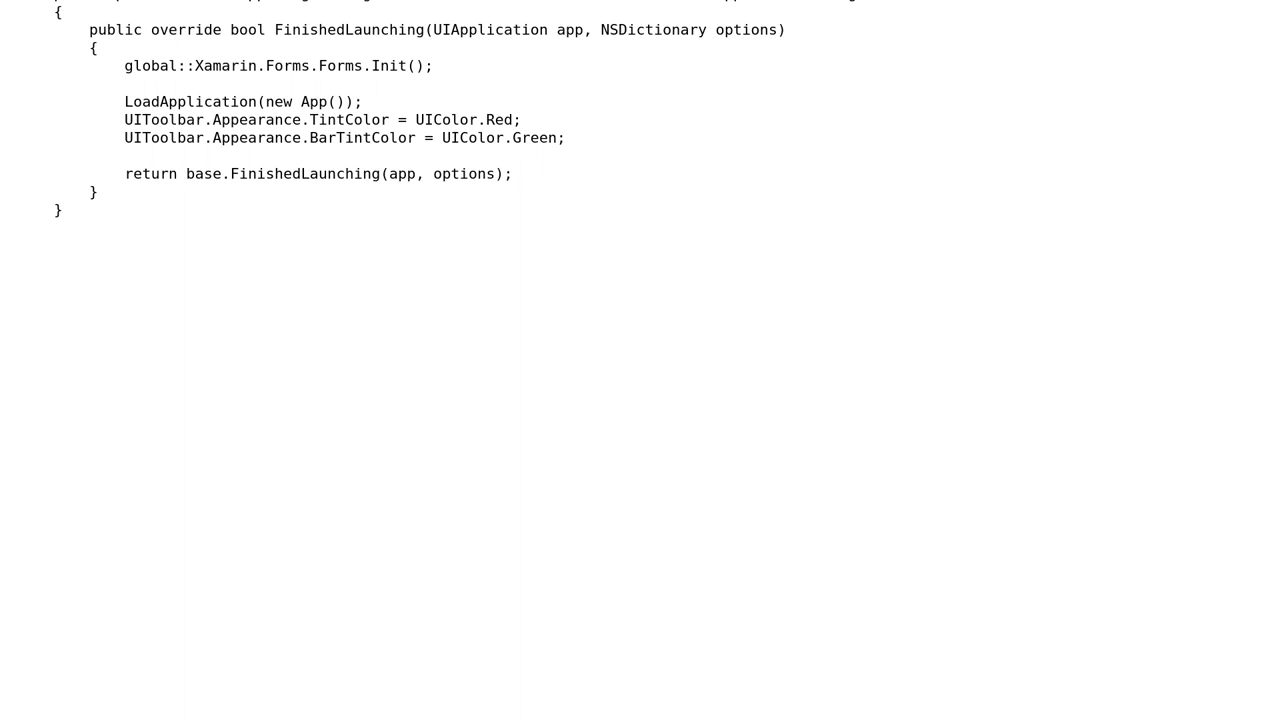 {
    public override bool FinishedLaunching(UIApplication app, NSDictionary options)
    {
        global::Xamarin.Forms.Forms.Init();

        LoadApplication(new App());
        UIToolbar.Appearance.TintColor = UIColor.Red;
        UIToolbar.Appearance.BarTintColor = UIColor.Green;

        return base.FinishedLaunching(app, options);
    }
}